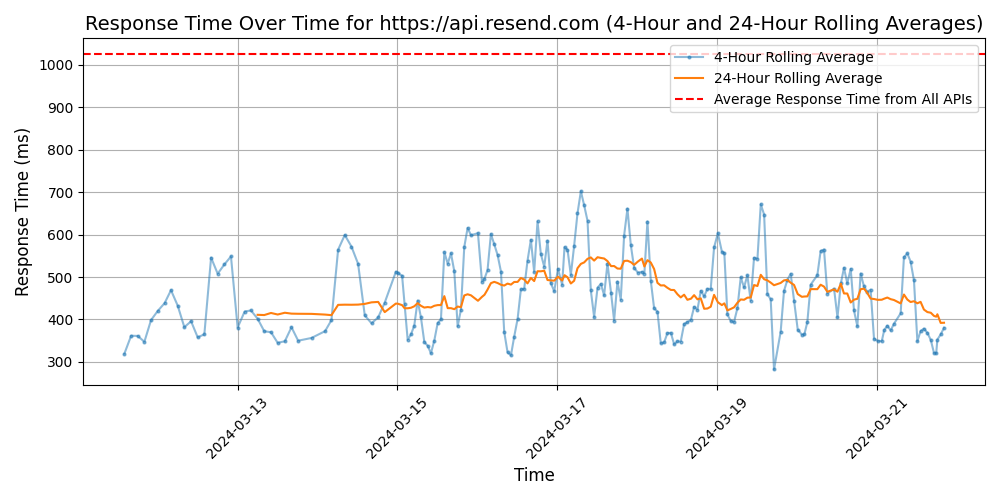 Response Time Over Time for https://api.resend.com (4-Hour and 24-Hour Rolling Averages)
4-Hour Rolling Average
24-Hour Rolling Average
Average Response Time from All APIs
Response Time (ms)
1000
900
800
700
600
500
400
300
2024-03-13
2024-03-15
2024-03-17
2024-03-19
2024-03-21
Time